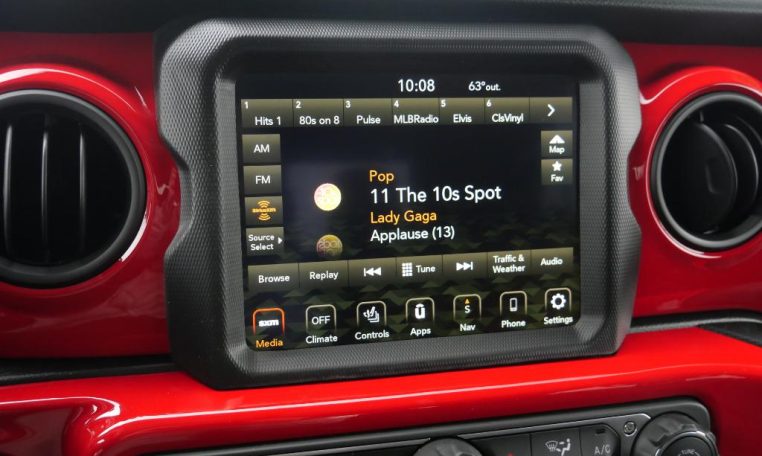 10:08 63°out.
1 2 3 4 5 6
Hits 1 80s on 8 Pulse MLBRadio Elvis ClsVinyl
AM
Map
FM
Fav
Pop
11 The 10s Spot
SiriusXM
Lady Gaga
Source
Select
Applause (13)
Browse Replay Tune Traffic &
Weather Audio
sxm OFF S
Media Climate Controls Apps Nav Phone Settings
A/C
TUNE